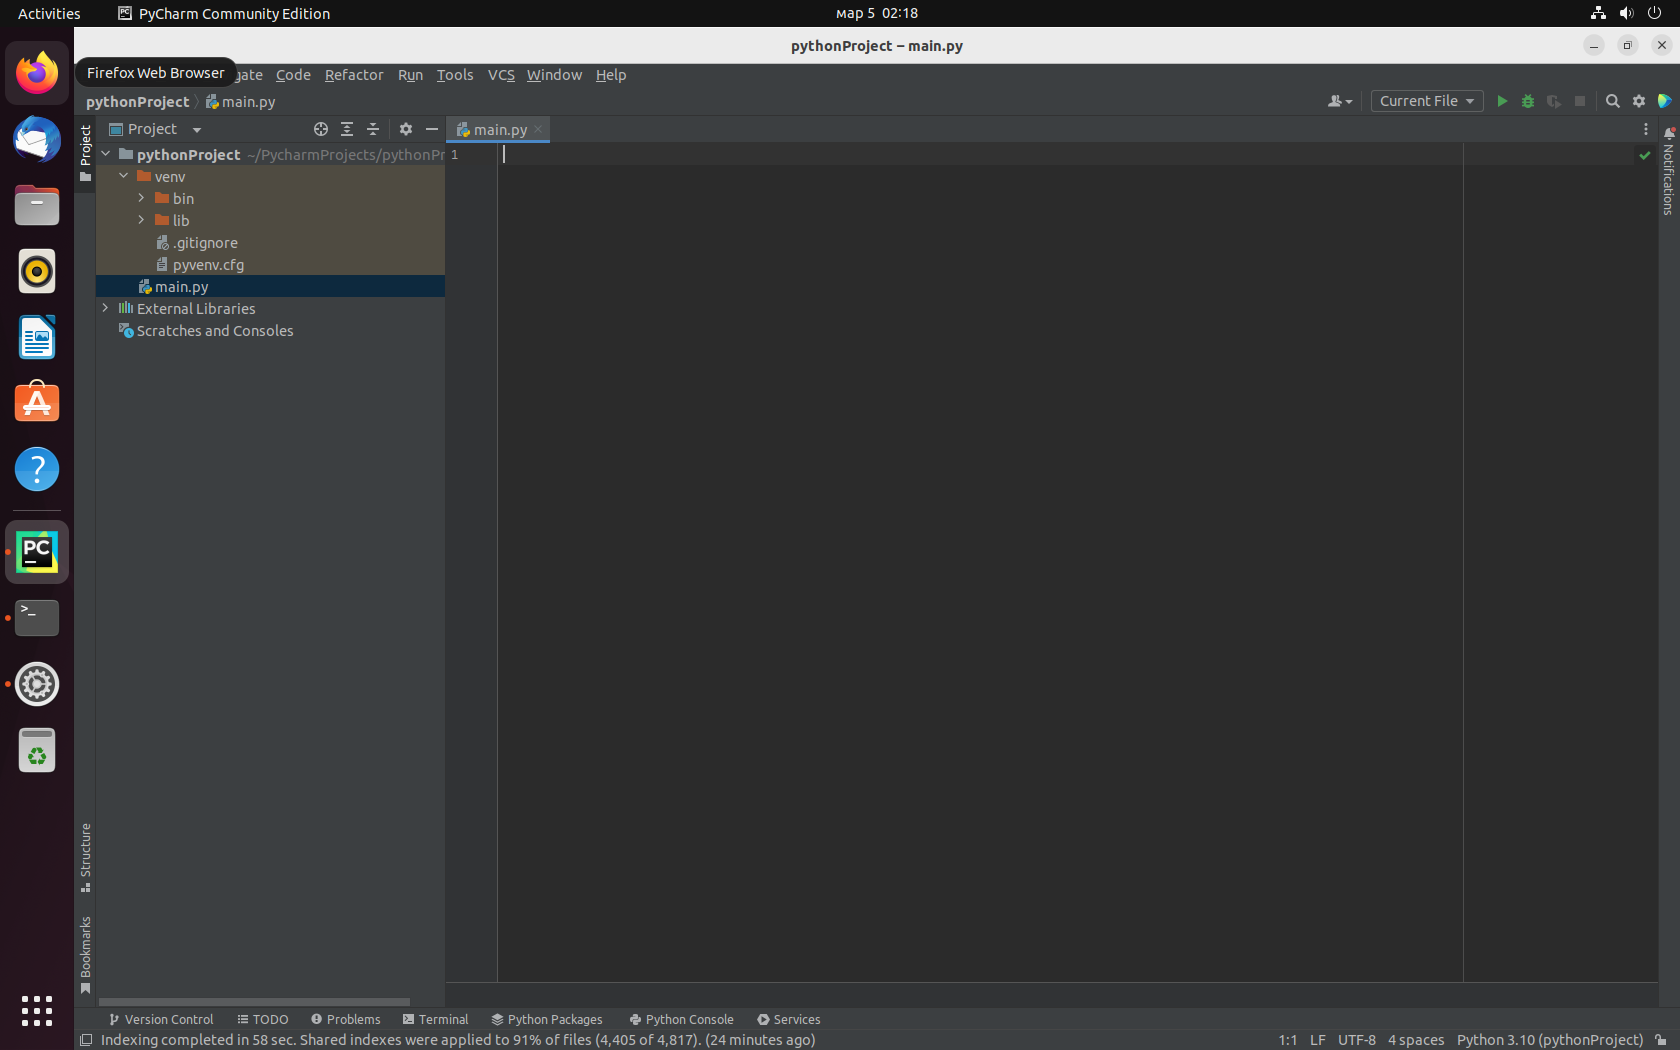 Activities
PyCharm Community Edition
мар 5 02:18
pythonProject – main.py
Firefox Web Browser
gate Code Refactor Run Tools VCS Window Help
pythonProject main.py
Current File
Project
Project
main.py
pythonProject ~/PycharmProjects/pythonPr
1
venv
bin
lib
.gitignore
pyvenv.cfg
main.py
External Libraries
Scratches and Consoles
Notifications
Structure
Bookmarks
Version Control TODO Problems Terminal Python Packages Python Console Services
Indexing completed in 58 sec. Shared indexes were applied to 91% of files (4,405 of 4,817). (24 minutes ago)
1:1 LF UTF-8 4 spaces Python 3.10 (pythonProject)
PC
PC
>_